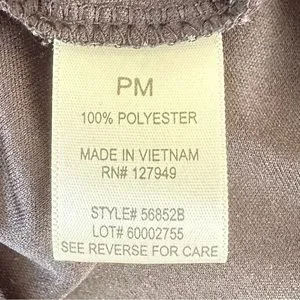 PM
100% POLYESTER
MADE IN VIETNAM
RN# 127949
STYLE# 56852B
LOT# 60002755
SEE REVERSE FOR CARE